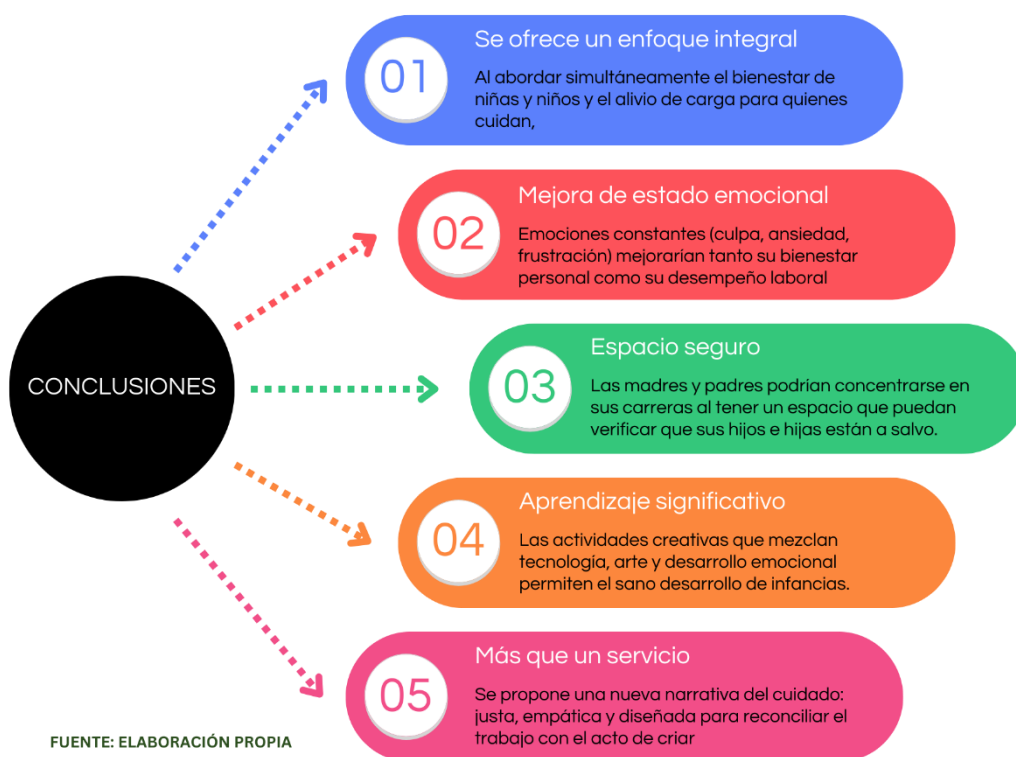 CONCLUSIONES
01
Se ofrece un enfoque integral
Al abordar simultáneamente el bienestar de
niñas y niños y el alivio de carga para quienes
cuidan,
02
Mejora de estado emocional
Emociones constantes (culpa, ansiedad,
frustración) mejorarían tanto su bienestar
personal como su desempeño laboral
03
Espacio seguro
Las madres y padres podrían concentrarse en
sus carreras al tener un espacio que puedan
verificar que sus hijos e hijas están a salvo.
04
Aprendizaje significativo
Las actividades creativas que mezclan
tecnología, arte y desarrollo emocional
permiten el sano desarrollo de infancias.
05
Más que un servicio
Se propone una nueva narrativa del cuidado:
justa, empática y diseñada para reconciliar el
trabajo con el acto de criar
FUENTE: ELABORACIÓN PROPIA